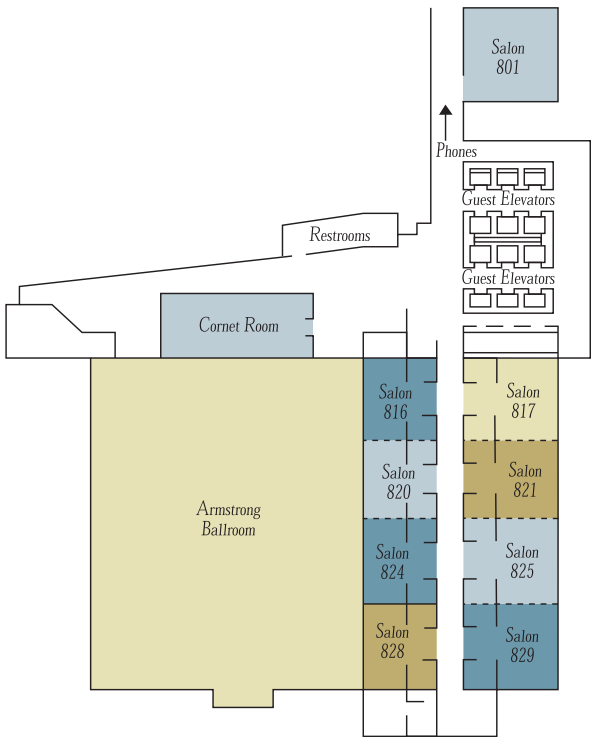 Salon
801
Phones
Guest Elevators
Restrooms
Guest Elevators
Cornet Room
Salon
816
Salon
817
Salon
820
Salon
821
Armstrong
Ballroom
Salon
824
Salon
825
Salon
828
Salon
829